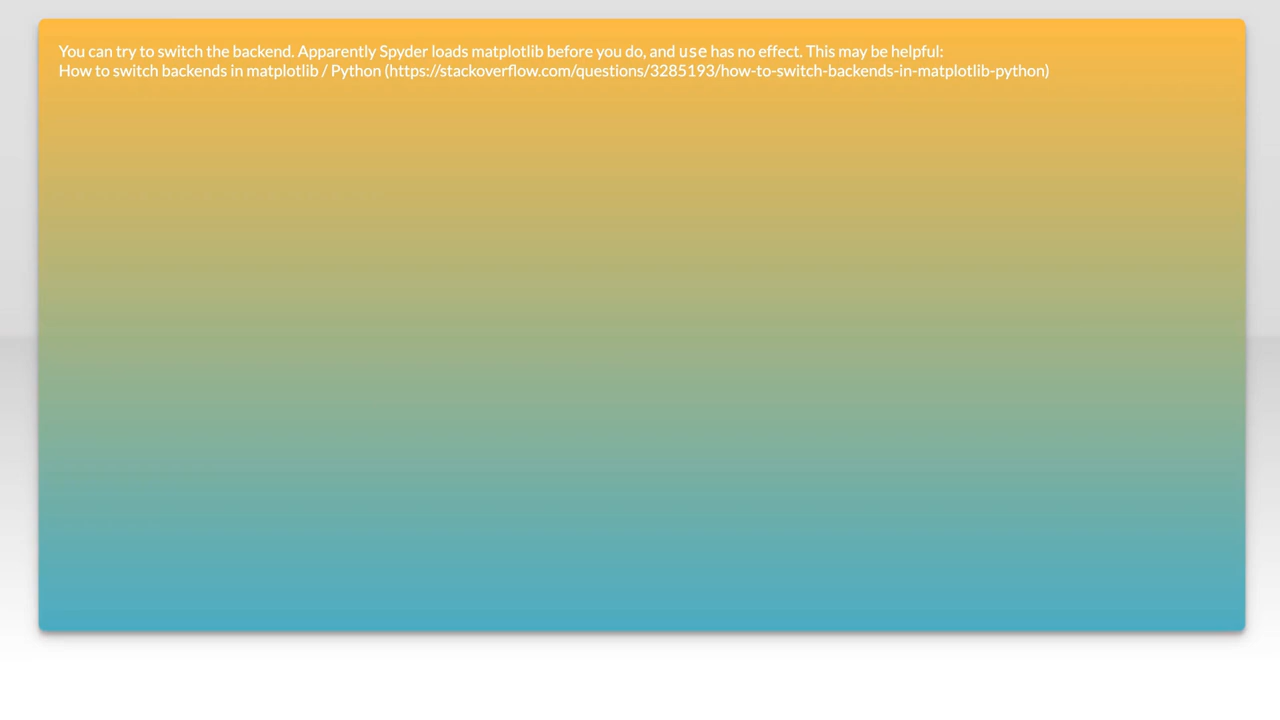 You can try to switch the backend. Apparently Spyder loads matplotlib before you do, and use has no effect. This may be helpful:
How to switch backends in matplotlib / Python (https://stackoverflow.com/questions/3285193/how-to-switch-backends-in-matplotlib-python)